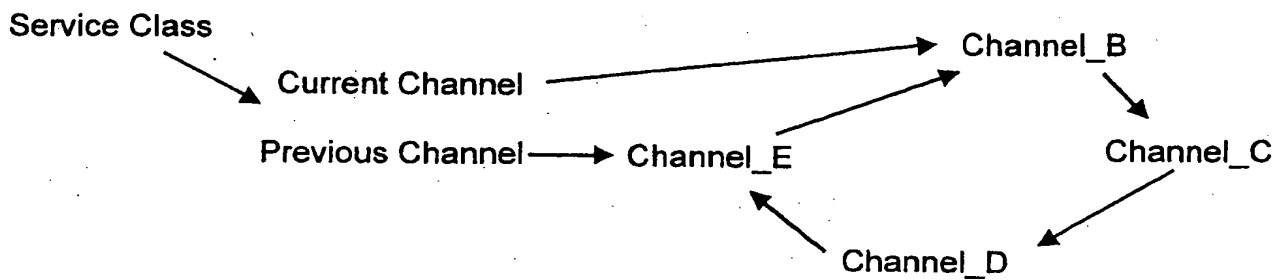 Service Class
Channel_B
Current Channel
Previous Channel
Channel_E
Channel_C
Channel_D